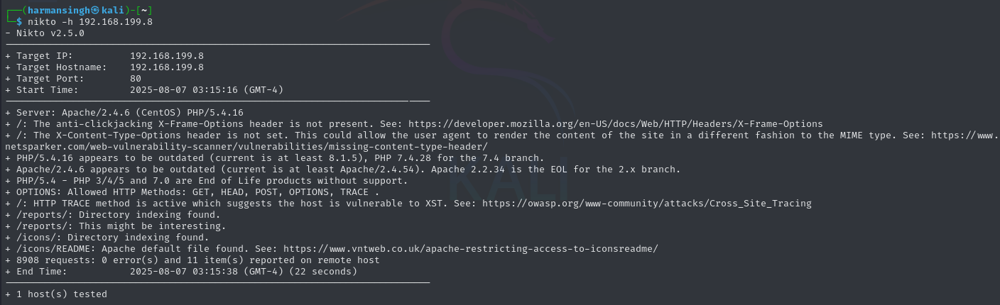 ┌──(harmansingh㉿kali)-[~]
└─$ nikto -h 192.168.199.8
- Nikto v2.5.0
---------------------------------------------------------------------------
+ Target IP:          192.168.199.8
+ Target Hostname:    192.168.199.8
+ Target Port:        80
+ Start Time:         2025-08-07 03:15:16 (GMT-4)
---------------------------------------------------------------------------
+ Server: Apache/2.4.6 (CentOS) PHP/5.4.16
+ /: The anti-clickjacking X-Frame-Options header is not present. See: https://developer.mozilla.org/en-US/docs/Web/HTTP/Headers/X-Frame-Options
+ /: The X-Content-Type-Options header is not set. This could allow the user agent to render the content of the site in a different fashion to the MIME type. See: https://www.
netsparker.com/web-vulnerability-scanner/vulnerabilities/missing-content-type-header/
+ PHP/5.4.16 appears to be outdated (current is at least 8.1.5), PHP 7.4.28 for the 7.4 branch.
+ Apache/2.4.6 appears to be outdated (current is at least Apache/2.4.54). Apache 2.2.34 is the EOL for the 2.x branch.
+ PHP/5.4 - PHP 3/4/5 and 7.0 are End of Life products without support.
+ OPTIONS: Allowed HTTP Methods: GET, HEAD, POST, OPTIONS, TRACE .
+ /: HTTP TRACE method is active which suggests the host is vulnerable to XST. See: https://owasp.org/www-community/attacks/Cross_Site_Tracing
+ /reports/: Directory indexing found.
+ /reports/: This might be interesting.
+ /icons/: Directory indexing found.
+ /icons/README: Apache default file found. See: https://www.vntweb.co.uk/apache-restricting-access-to-iconsreadme/
+ 8908 requests: 0 error(s) and 11 item(s) reported on remote host
+ End Time:           2025-08-07 03:15:38 (GMT-4) (22 seconds)
---------------------------------------------------------------------------
+ 1 host(s) tested
KALI